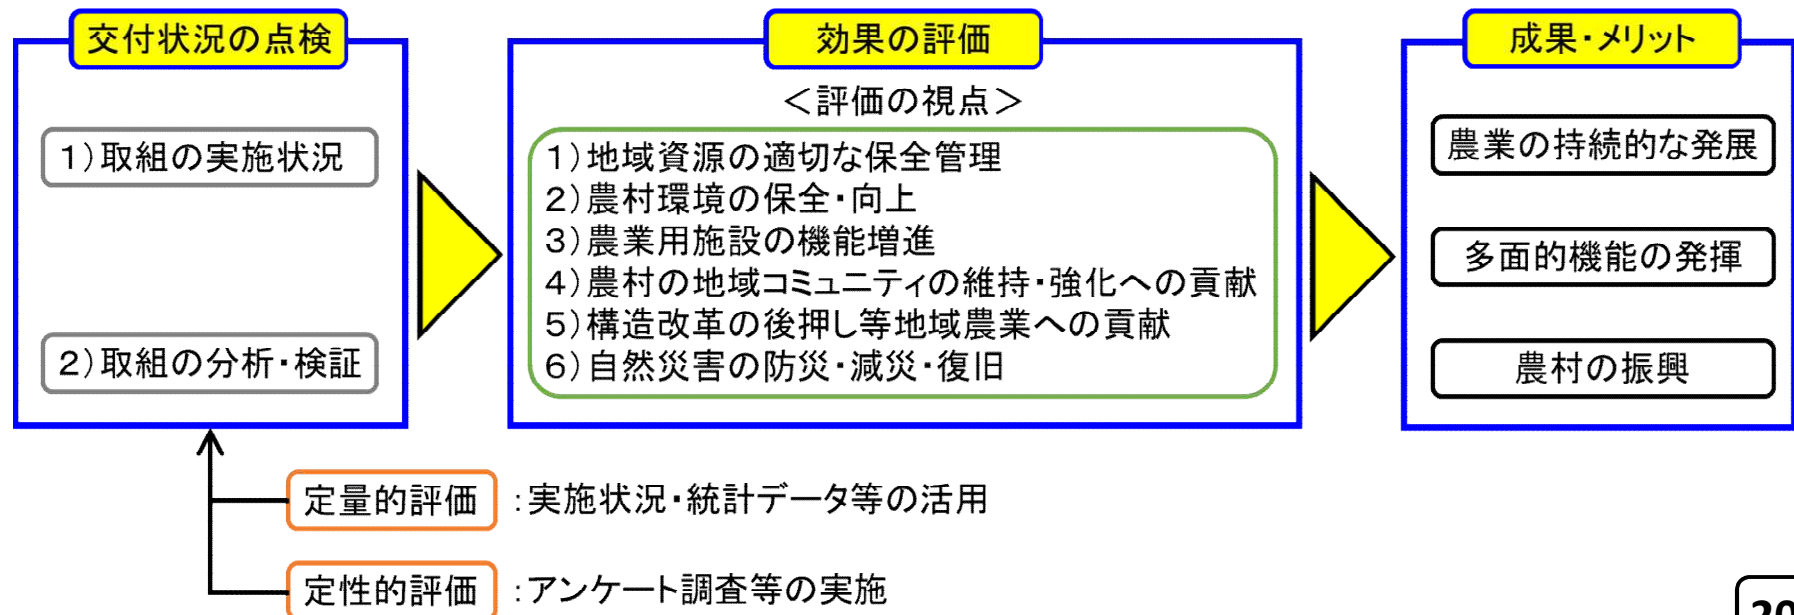 交付状況の点検
1)取組の実施状況
2)取組の分析・検証
効果の評価
＜評価の視点＞
1)地域資源の適切な保全管理
2)農村環境の保全・向上
3)農業用施設の機能増進
4)農村の地域コミュニティの維持・強化への貢献
5)構造改革の後押し等地域農業への貢献
6)自然災害の防災・減災・復旧
成果・メリット
農業の持続的な発展
多面的機能の発揮
農村の振興
定量的評価 :実施状況・統計データ等の活用
定性的評価 :アンケート調査等の実施
20